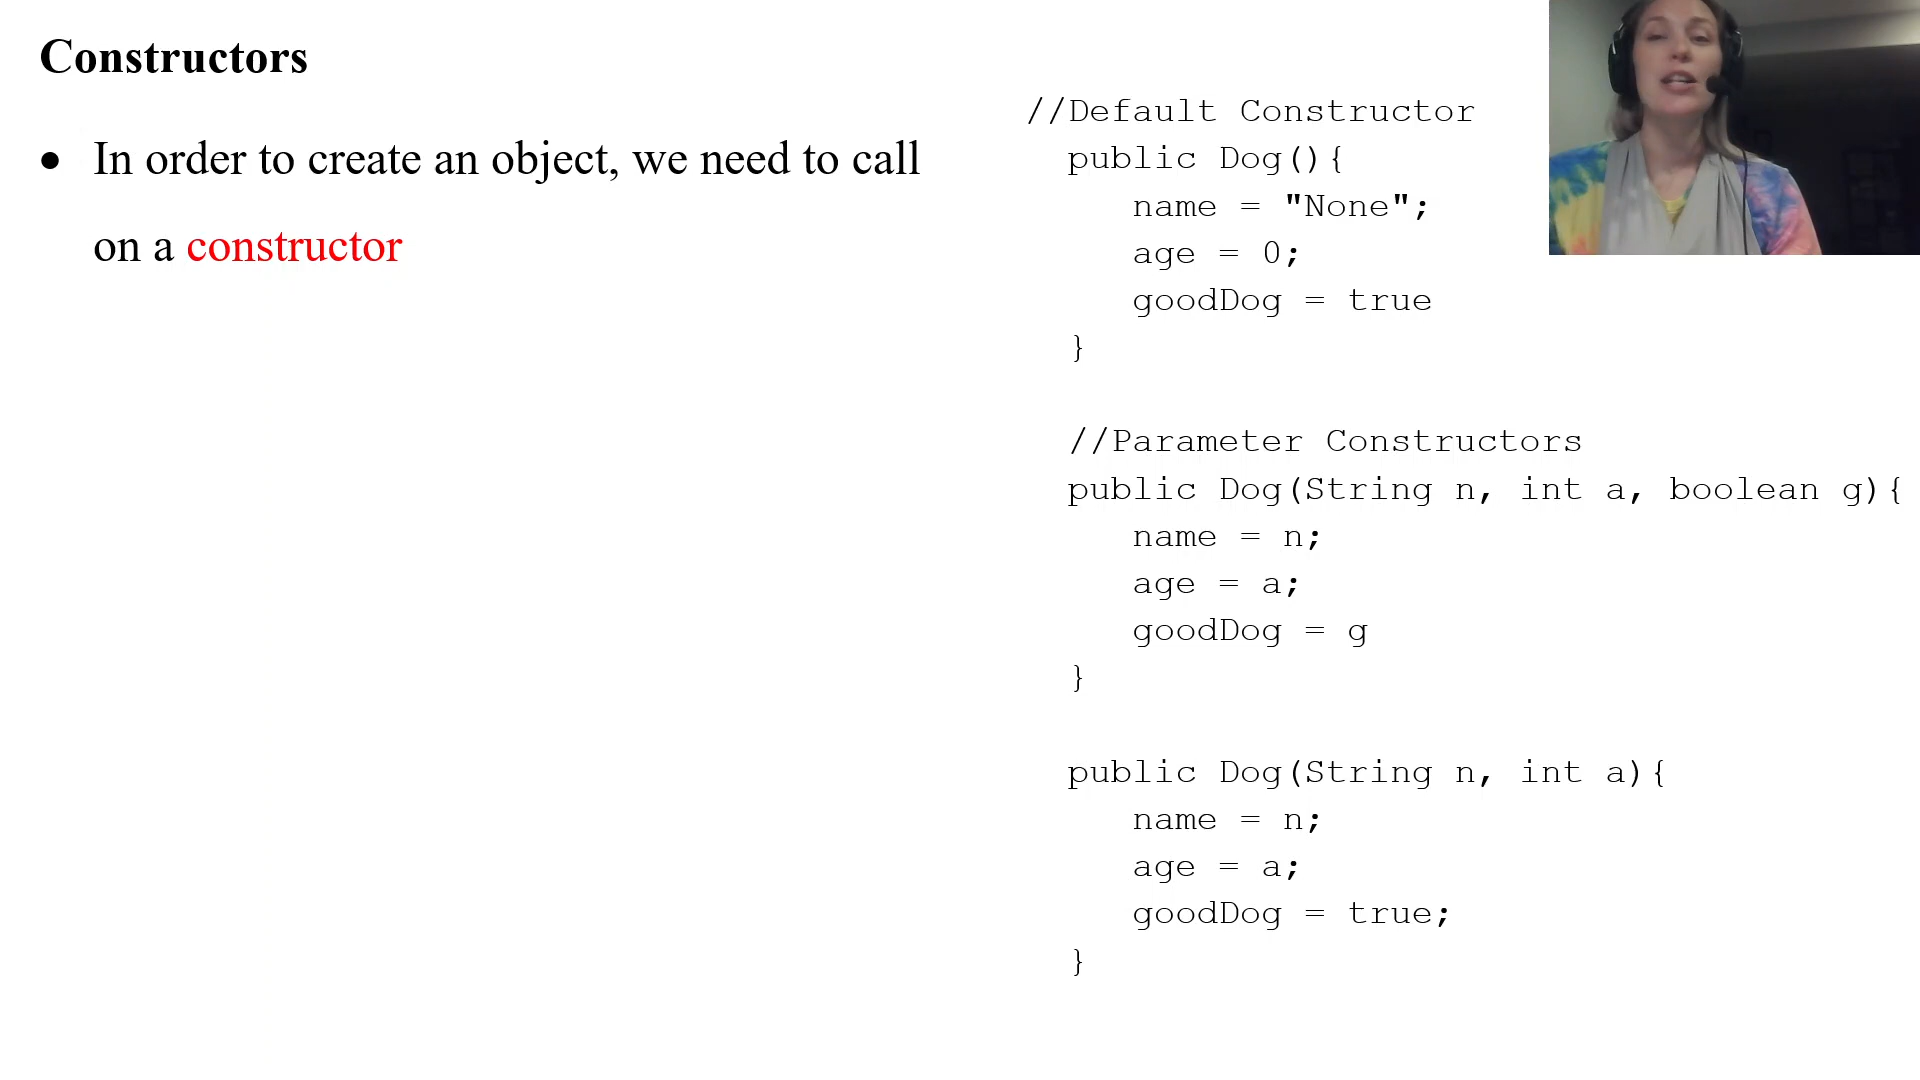 Constructors
• In order to create an object, we need to call
on a constructor
//Default Constructor
public Dog(){
name = "None";
age = 0;
goodDog = true
}
//Parameter Constructors
public Dog(String n, int a, boolean g){
name = n;
age = a;
goodDog = g
}
public Dog(String n, int a){
name = n;
age = a;
goodDog = true;
}